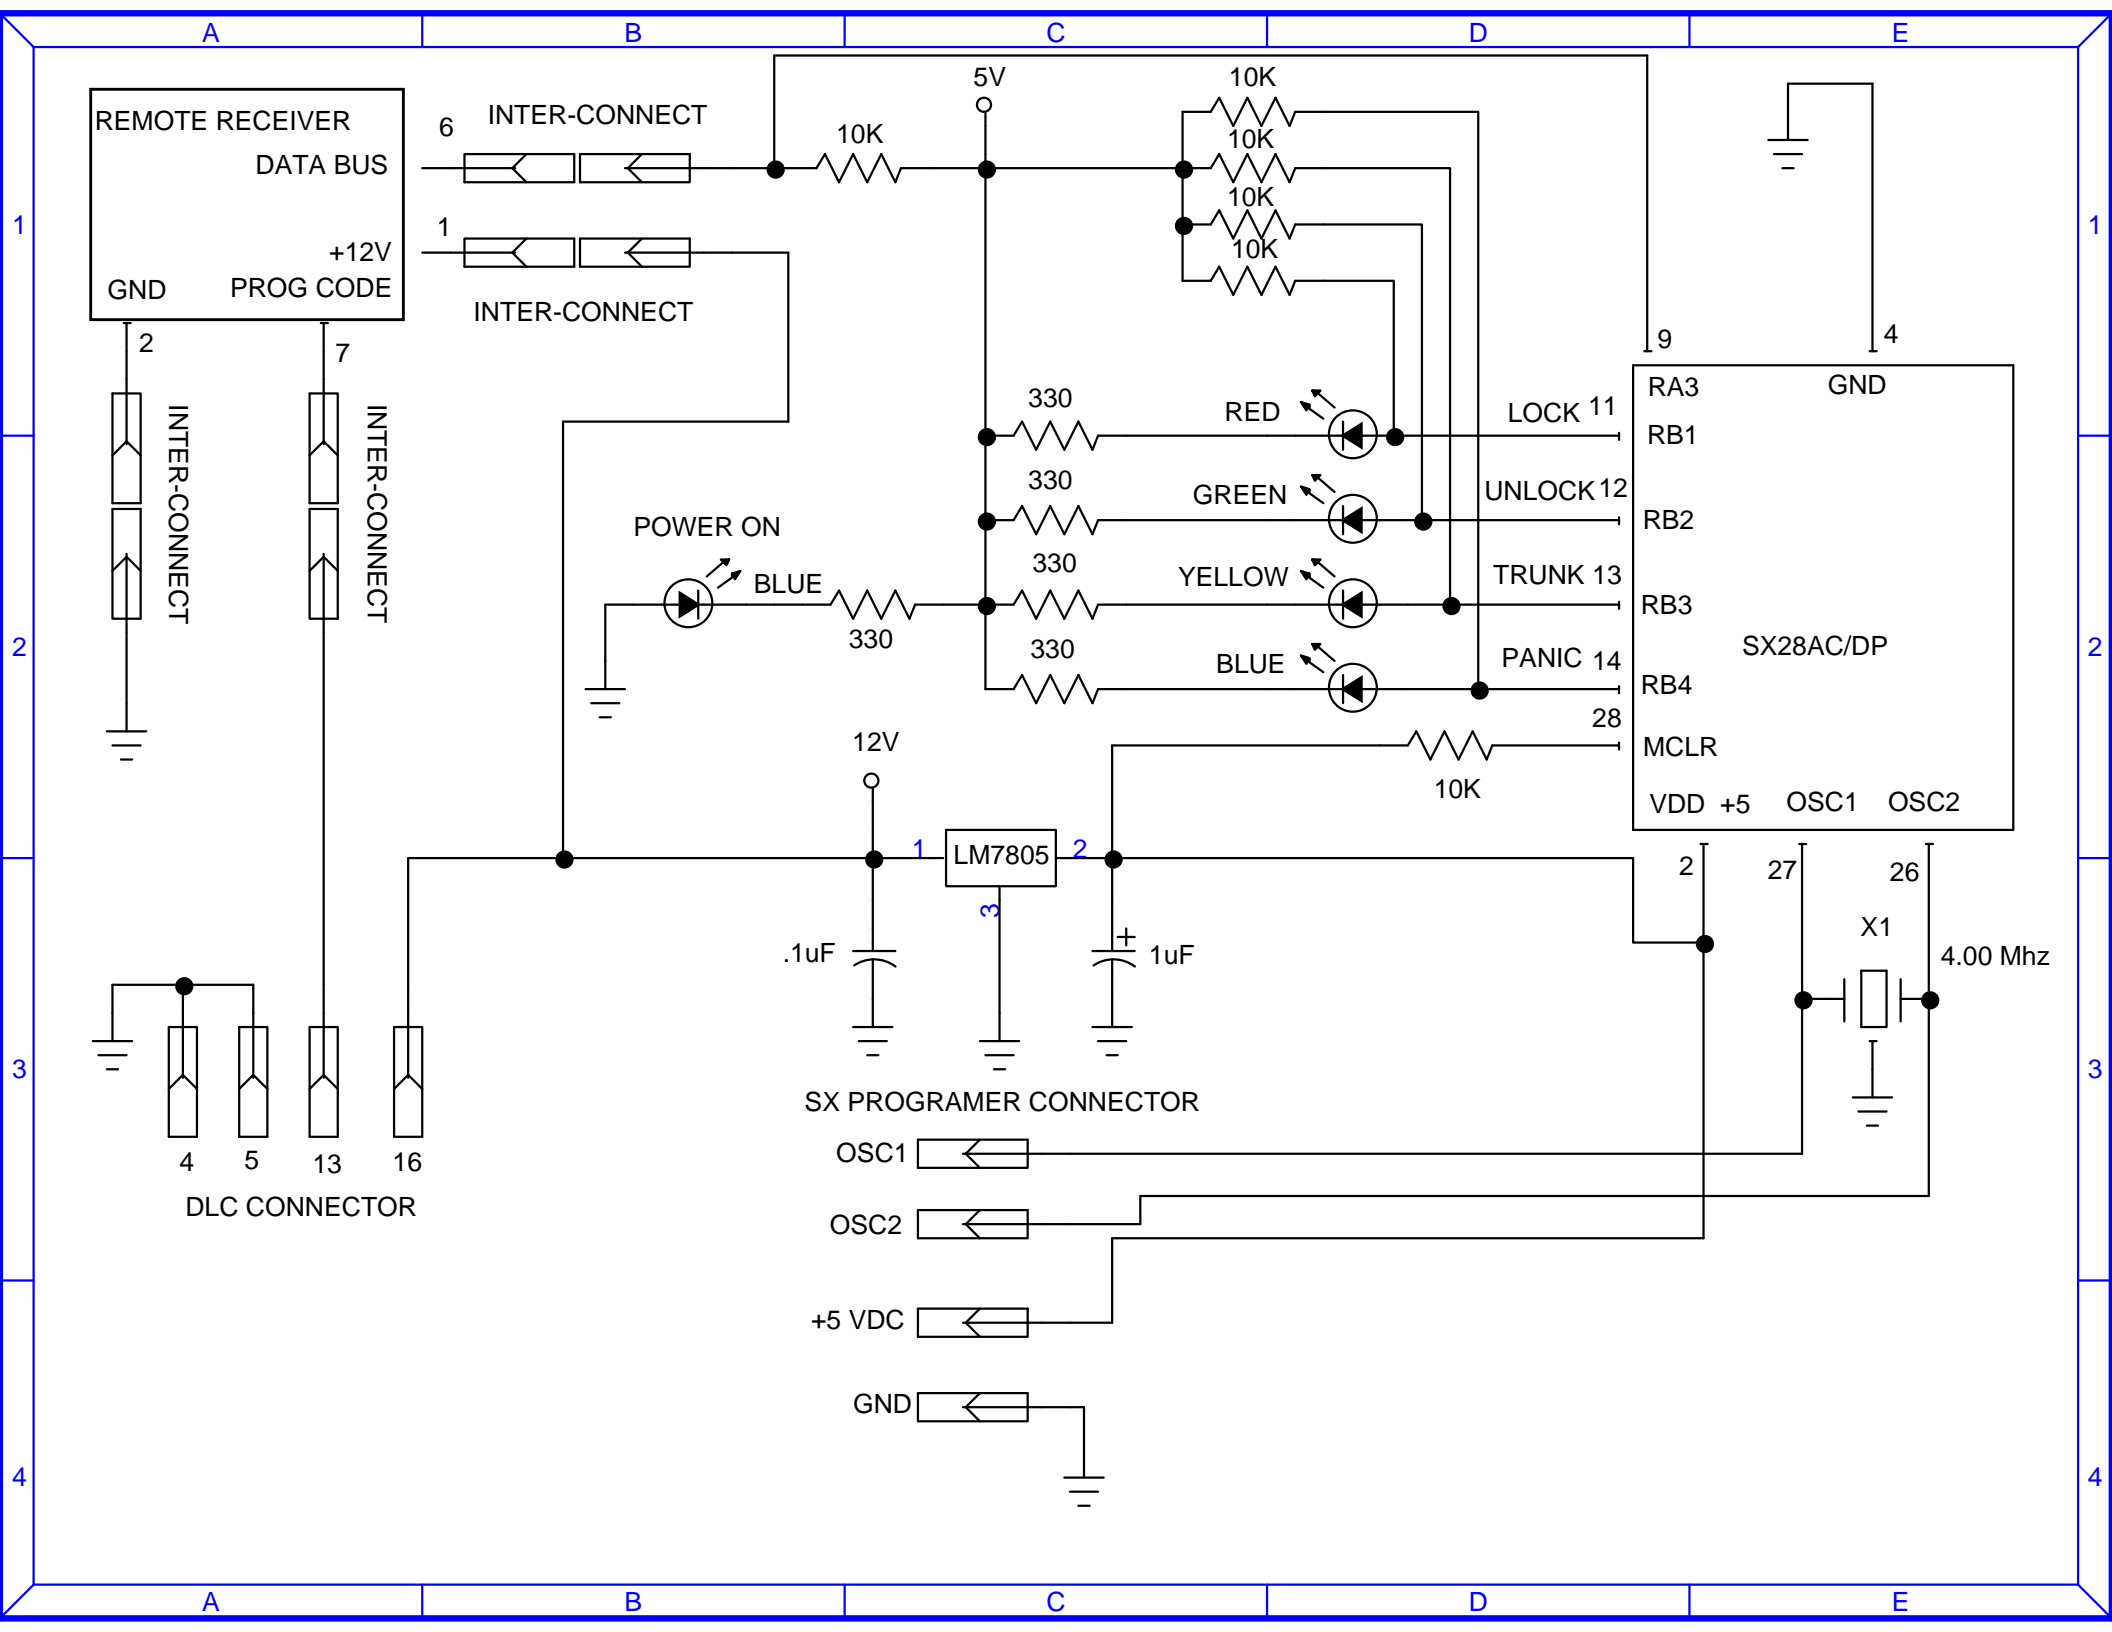 A
B
C
D
E
REMOTE RECEIVER
DATA BUS
+12V
GND
PROG CODE
6
INTER-CONNECT
1
INTER-CONNECT
2
7
INTER-CONNECT
INTER-CONNECT
10K
5V
10K
10K
10K
10K
1
1
9
4
RA3
GND
330
RED
LOCK 11
RB1
330
GREEN
UNLOCK 12
RB2
POWER ON
BLUE
330
330
YELLOW
TRUNK 13
RB3
2
2
330
BLUE
PANIC 14
RB4
SX28AC/DP
28
MCLR
10K
VDD +5
OSC1
OSC2
12V
1
LM7805
2
3
.1uF
1uF
2
27
26
X1
4.00 Mhz
3
3
4
5
13
16
DLC CONNECTOR
SX PROGRAMER CONNECTOR
OSC1
OSC2
+5 VDC
GND
4
4
A
B
C
D
E